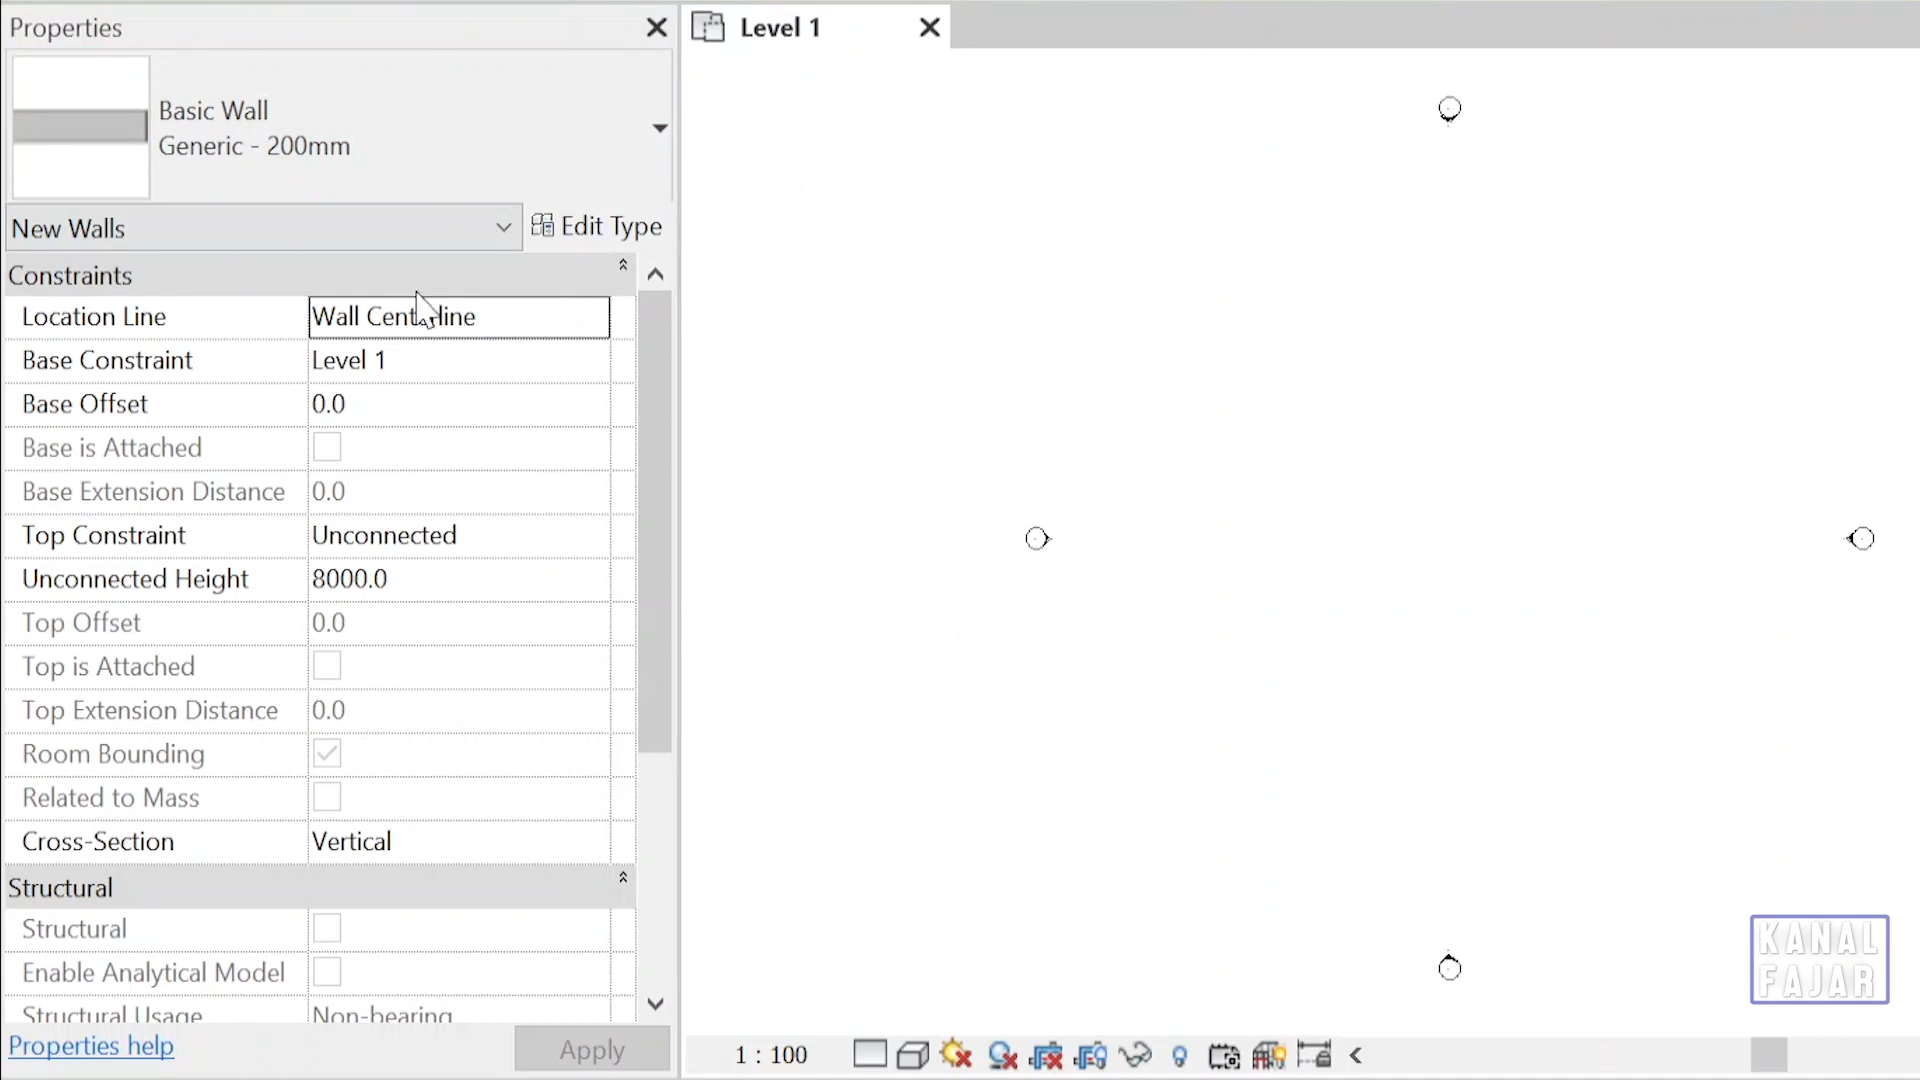 Properties
Level 1
Basic Wall
Generic - 200mm
New Walls
Edit Type
Constraints
Location Line
Wall Centerline
Base Constraint
Level 1
Base Offset
0.0
Base is Attached
Base Extension Distance
0.0
Top Constraint
Unconnected
Unconnected Height
8000.0
Top Offset
0.0
Top is Attached
Top Extension Distance
0.0
Room Bounding
Related to Mass
Cross-Section
Vertical
Structural
Structural
Enable Analytical Model
Structural Usage
Non-bearing
Properties help
Apply
1 : 100
KANAL
FAJAR